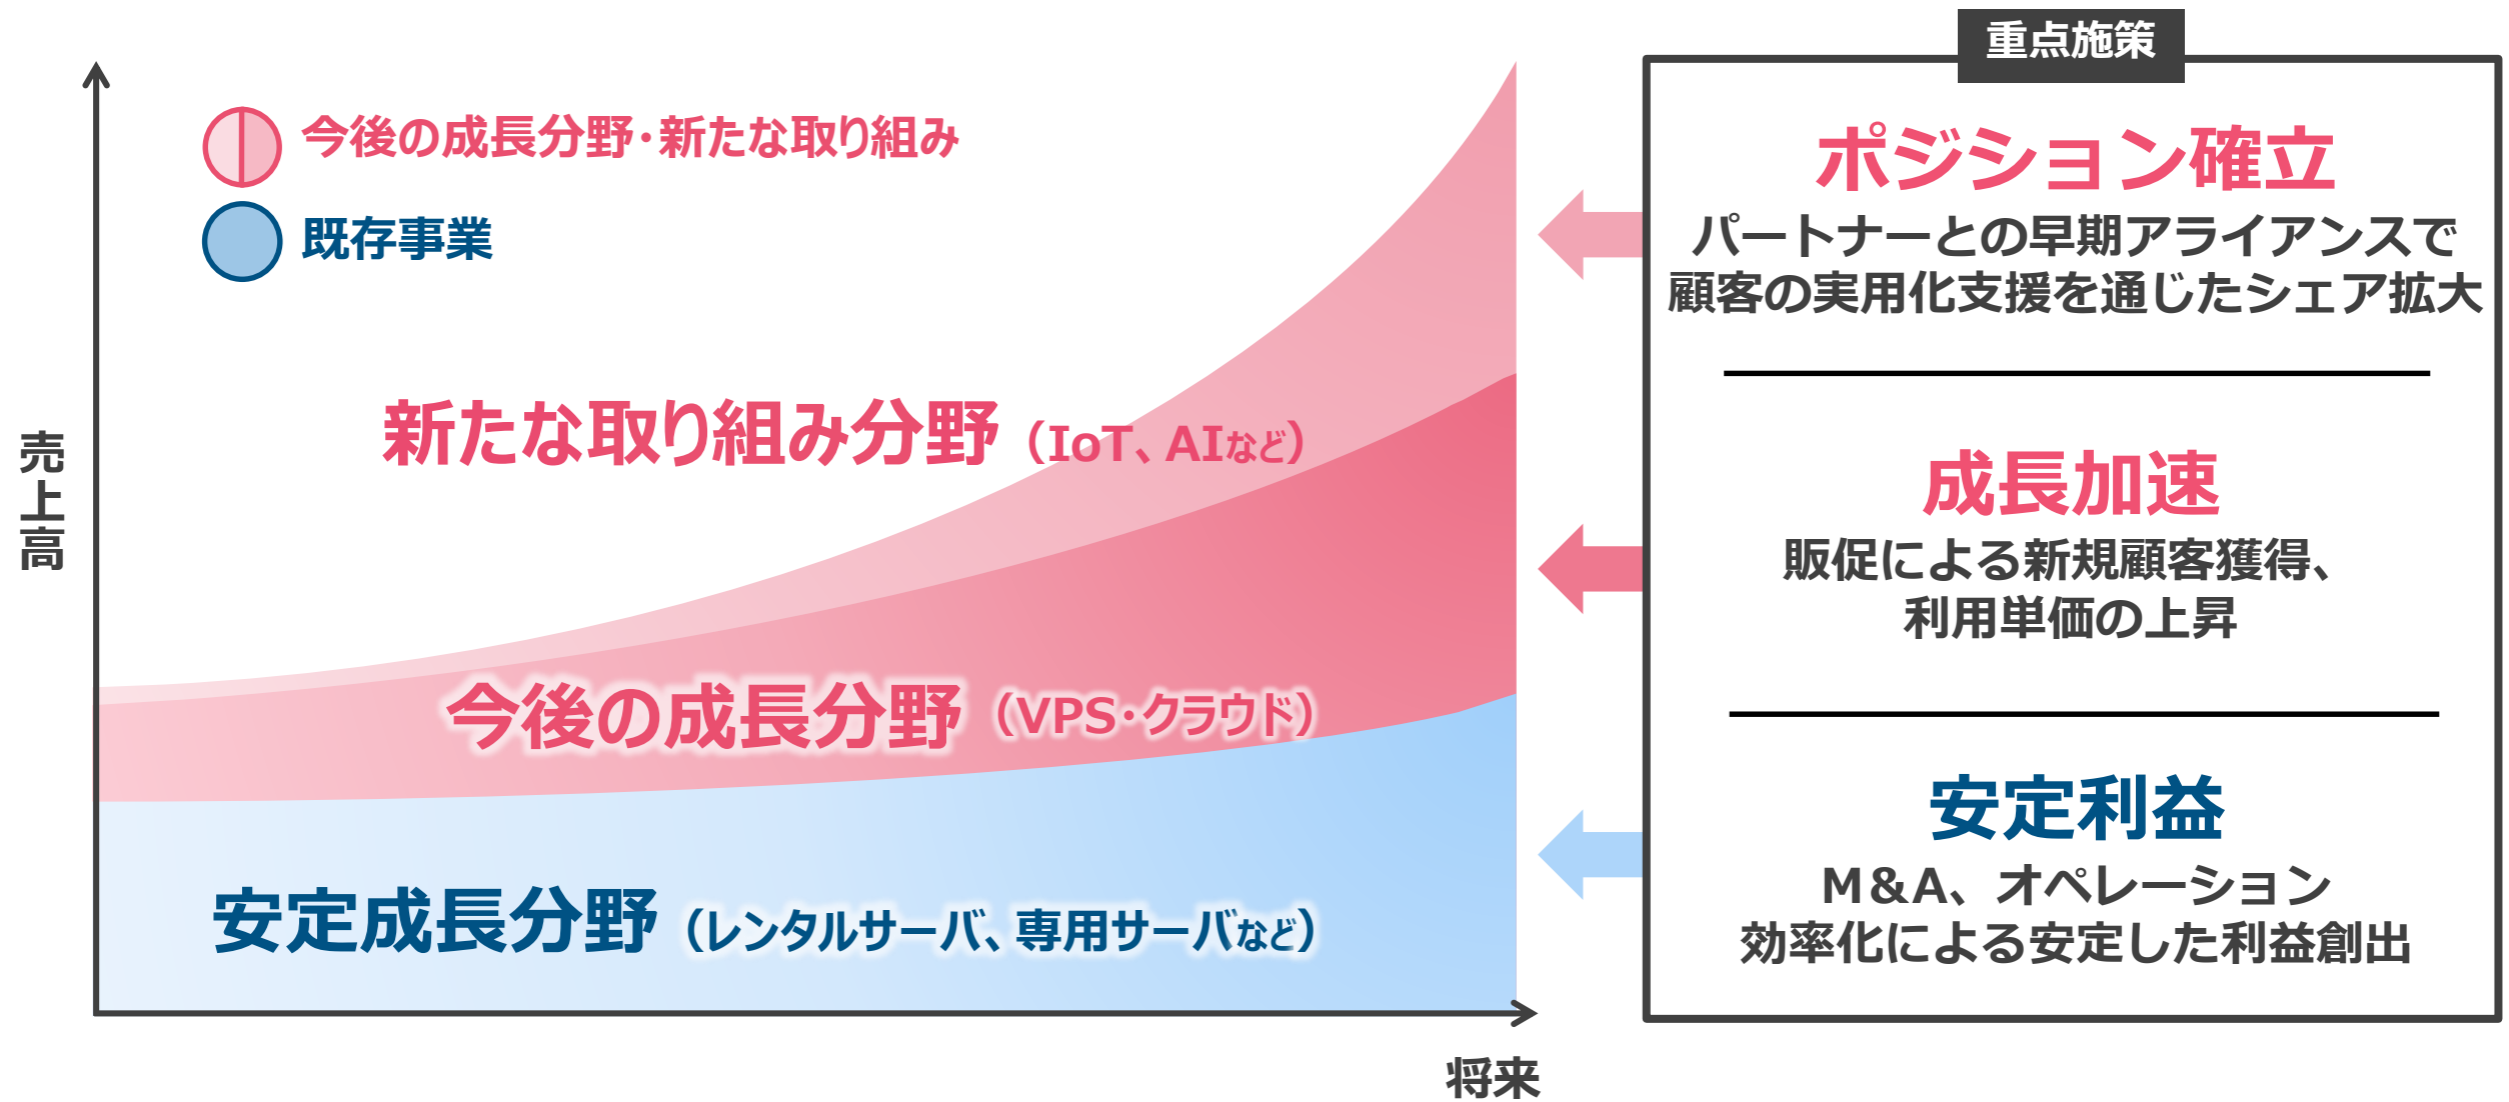 今後の成長分野・新たな取り組み
既存事業
売上高
新たな取り組み分野（IoT、AIなど）
今後の成長分野（VPS・クラウド）
安定成長分野（レンタルサーバ、専用サーバなど）
将来
重点施策
ポジション確立
パートナーとの早期アライアンスで
顧客の実用化支援を通じたシェア拡大
成長加速
販促による新規顧客獲得、
利用単価の上昇
安定利益
M＆A、オペレーション
効率化による安定した利益創出